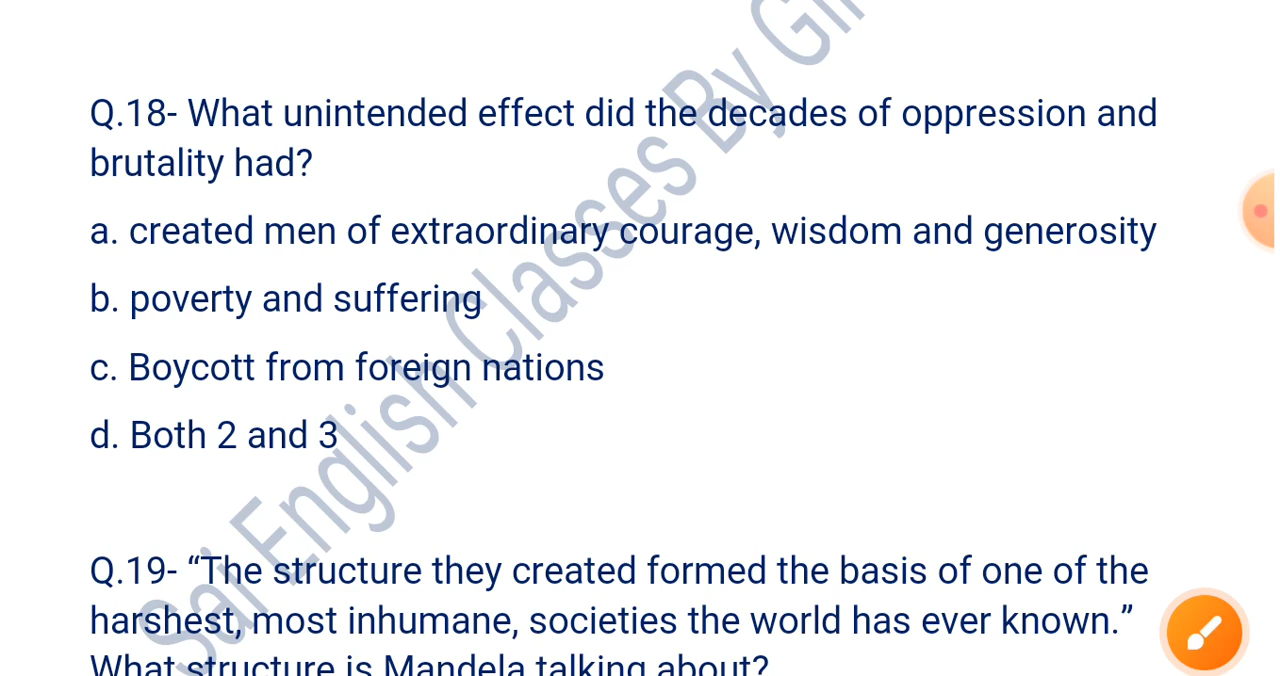 Q.18- What unintended effect did the decades of oppression and
brutality had?
a. created men of extraordinary courage, wisdom and generosity
b. poverty and suffering
c. Boycott from foreign nations
d. Both 2 and 3
Q.19- “The structure they created formed the basis of one of the
harshest, most inhumane, societies the world has ever known.”
What structure is Mandela talking about?
Sai English Classes By